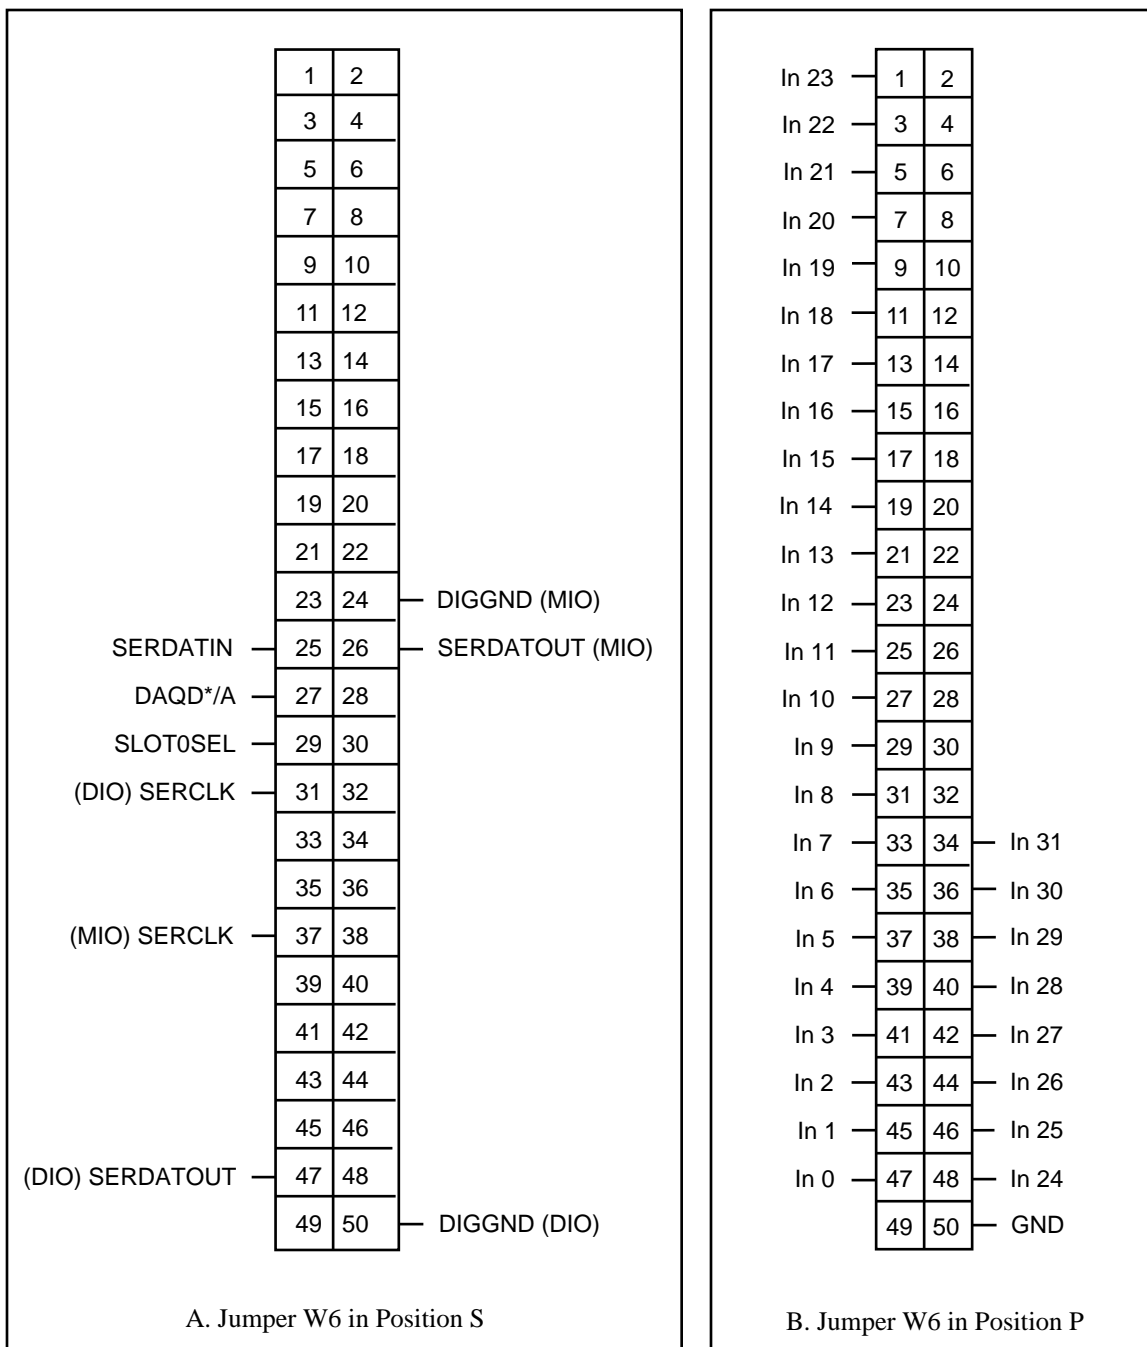 1 2
3 4
5 6
7 8
9 10
11 12
13 14
15 16
17 18
19 20
21 22
23 24 DIGGND (MIO)
SERDATIN 25 26 SERDATOUT (MIO)
DAQD*/A 27 28
SLOT0SEL 29 30
(DIO) SERCLK 31 32
33 34
35 36
(MIO) SERCLK 37 38
39 40
41 42
43 44
45 46
(DIO) SERDATOUT 47 48
49 50 DIGGND (DIO)
A. Jumper W6 in Position S
In 23 1 2
In 22 3 4
In 21 5 6
In 20 7 8
In 19 9 10
In 18 11 12
In 17 13 14
In 16 15 16
In 15 17 18
In 14 19 20
In 13 21 22
In 12 23 24
In 11 25 26
In 10 27 28
In 9 29 30
In 8 31 32
In 7 33 34 In 31
In 6 35 36 In 30
In 5 37 38 In 29
In 4 39 40 In 28
In 3 41 42 In 27
In 2 43 44 In 26
In 1 45 46 In 25
In 0 47 48 In 24
49 50 GND
B. Jumper W6 in Position P